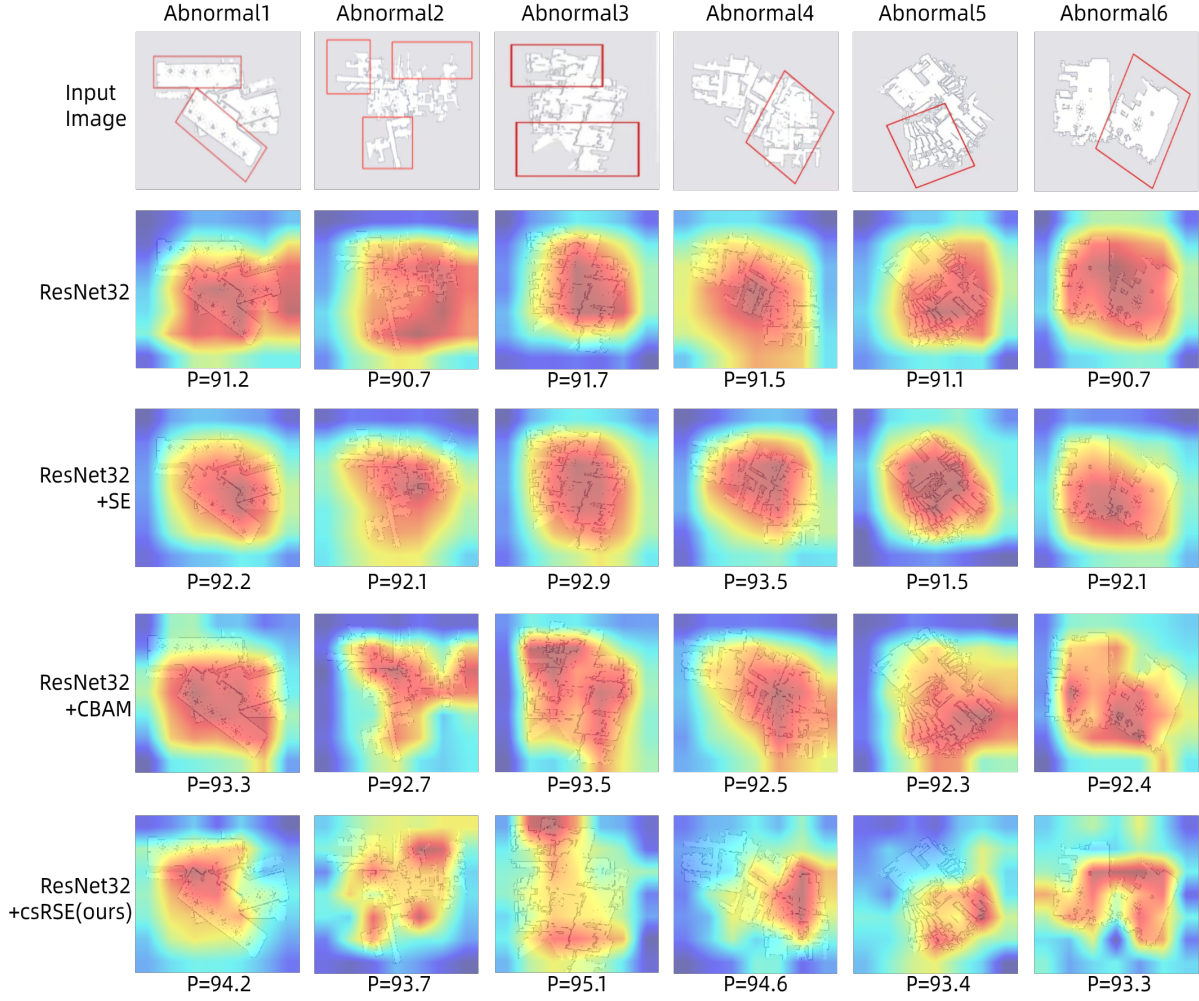 Abnormal1 Abnormal2 Abnormal3 Abnormal4 Abnormal5 Abnormal6
Input
Image
ResNet32
P=91.2 P=90.7 P=91.7 P=91.5 P=91.1 P=90.7
ResNet32
+SE
P=92.2 P=92.1 P=92.9 P=93.5 P=91.5 P=92.1
ResNet32
+CBAM
P=93.3 P=92.7 P=93.5 P=92.5 P=92.3 P=92.4
ResNet32
+csRSE(ours)
P=94.2 P=93.7 P=95.1 P=94.6 P=93.4 P=93.3